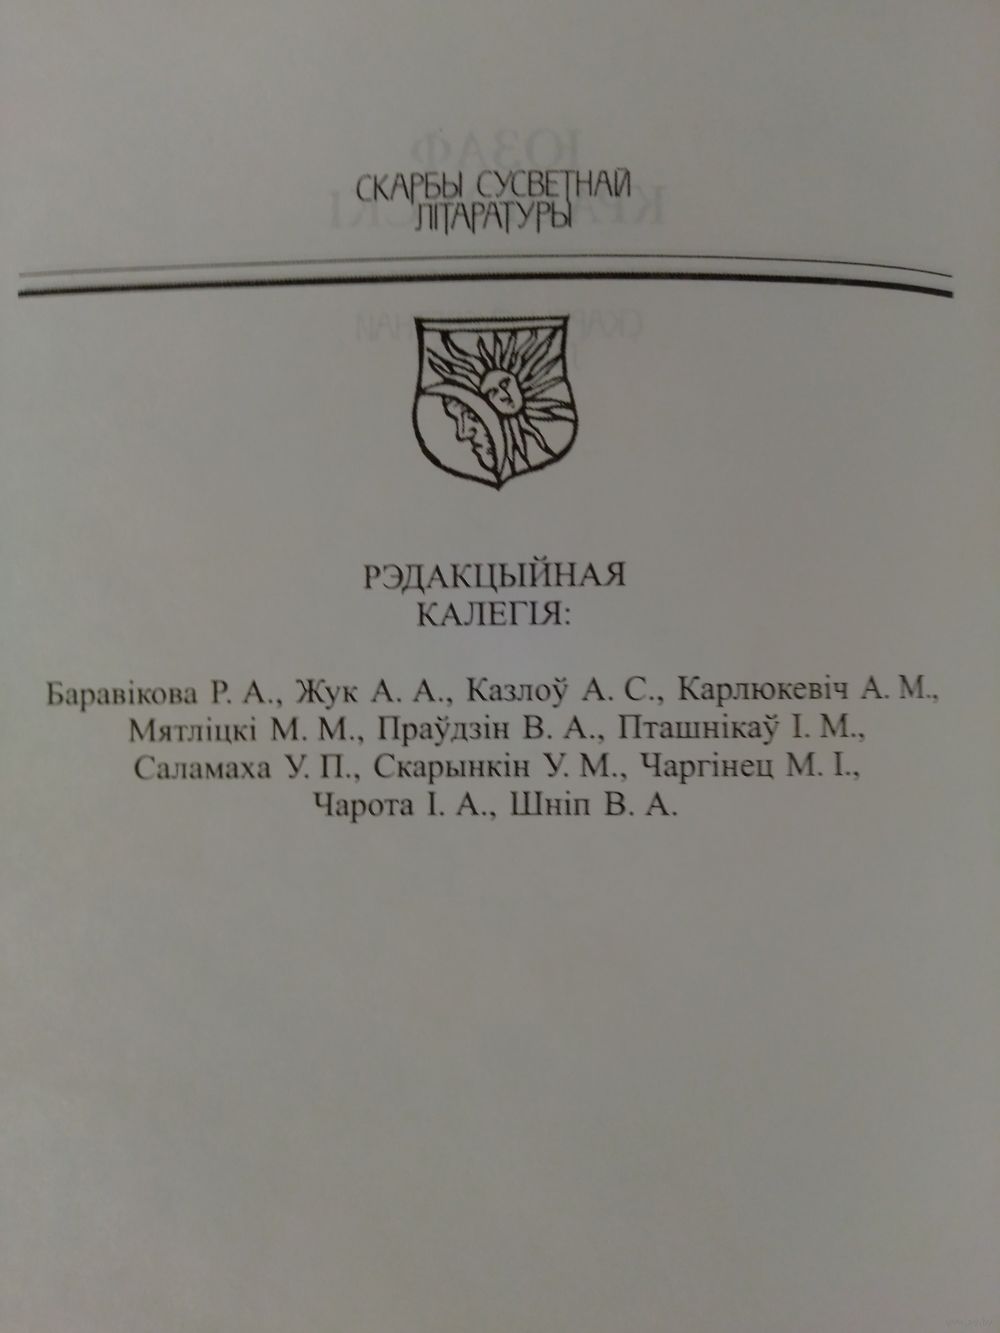 СКАРБЫ СУСВЕТНАЙ
ЛІТАРАТУРЫ
РЭДАКЦЫЙНАЯ
КАЛЕГІЯ:
Баравікова Р. А., Жук А. А., Казлоў А. С., Карлюкевіч А. М.,
Мятліцкі М. М., Праўдзін В. А., Пташнікаў І. М.,
Саламаха У. П., Скарынкін У. М., Чаргінец М. І.,
Чарота І. А., Шніп В. А.